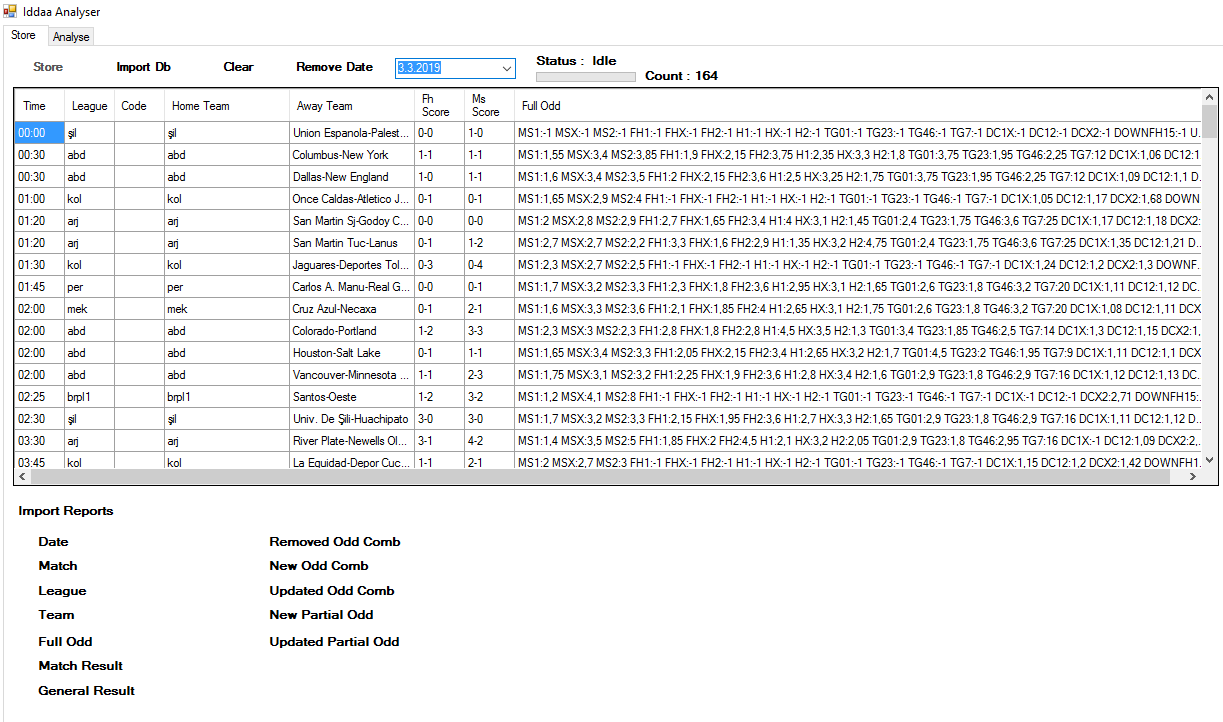 Iddaa Analyser
Store Analyse
Store Import Db Clear Remove Date 3.3.2019 Status : Idle
Count : 164
Time League Code Home Team Away Team Fh Score Ms Score Full Odd
00:00 şil şil Union Espanola-Palest... 0-0 1-0 MS1:-1 MSX:-1 MS2:-1 FH1:-1 FHX:-1 FH2:-1 H1:-1 HX:-1 H2:-1 TG01:-1 TG23:-1 TG46:-1 TG7:-1 DC1X:-1 DC12:-1 DCX2:-1 DOWNFH15:-1 U...
00:30 abd abd Columbus-New York 1-1 1-1 MS1:1,55 MSX:3,4 MS2:3,85 FH1:1,9 FHX:2,15 FH2:3,75 H1:2,35 HX:3,3 H2:1,8 TG01:3,75 TG23:1,95 TG46:2,25 TG7:12 DC1X:1,06 DC12:1
00:30 abd abd Dallas-New England 1-0 1-1 MS1:1,6 MSX:3,4 MS2:3,5 FH1:2 FHX:2,15 FH2:3,6 H1:2,5 HX:3,25 H2:1,75 TG01:3,75 TG23:1,95 TG46:2,25 TG7:12 DC1X:1,09 DC12:1,1 D...
01:00 kol kol Once Caldas-Atletico J... 0-1 0-1 MS1:1,65 MSX:2,9 MS2:4 FH1:-1 FHX:-1 FH2:-1 H1:-1 HX:-1 H2:-1 TG01:-1 TG23:-1 TG46:-1 TG7:-1 DC1X:1,05 DC12:1,17 DCX2:1,68 DOWN
01:20 arj arj San Martin Sj-Godoy C... 0-0 0-0 MS1:2 MSX:2,8 MS2:2,9 FH1:2,7 FHX:1,65 FH2:3,4 H1:4 HX:3,1 H2:1,45 TG01:2,4 TG23:1,75 TG46:3,6 TG7:25 DC1X:1,17 DC12:1,18 DCX2:
01:20 arj arj San Martin Tuc-Lanus 0-1 1-2 MS1:2,7 MSX:2,7 MS2:2,2 FH1:3,3 FHX:1,6 FH2:2,9 H1:1,35 HX:3,2 H2:4,75 TG01:2,4 TG23:1,75 TG46:3,6 TG7:25 DC1X:1,35 DC12:1,21 D...
01:30 kol kol Jaguares-Deportes Tol... 0-3 0-4 MS1:2,3 MSX:2,7 MS2:2,5 FH1:-1 FHX:-1 FH2:-1 H1:-1 HX:-1 H2:-1 TG01:-1 TG23:-1 TG46:-1 TG7:-1 DC1X:1,24 DC12:1,2 DCX2:1,3 DOWNF...
01:45 per per Carlos A. Manu-Real G... 0-0 0-1 MS1:1,7 MSX:3,2 MS2:3,3 FH1:2,3 FHX:1,8 FH2:3,6 H1:2,95 HX:3,1 H2:1,65 TG01:2,6 TG23:1,8 TG46:3,2 TG7:20 DC1X:1,11 DC12:1,12 DC...
02:00 mek mek Cruz Azul-Necaxa 0-1 2-1 MS1:1,6 MSX:3,3 MS2:3,6 FH1:2,1 FHX:1,85 FH2:4 H1:2,65 HX:3,1 H2:1,75 TG01:2,6 TG23:1,8 TG46:3,2 TG7:20 DC1X:1,08 DC12:1,11 DCX
02:00 abd abd Colorado-Portland 1-2 3-3 MS1:2,3 MSX:3 MS2:2,3 FH1:2,8 FHX:1,8 FH2:2,8 H1:4,5 HX:3,5 H2:1,3 TG01:3,4 TG23:1,85 TG46:2,5 TG7:14 DC1X:1,3 DC12:1,15 DCX2:1,
02:00 abd abd Houston-Salt Lake 0-1 1-1 MS1:1,65 MSX:3,4 MS2:3,3 FH1:2,05 FHX:2,15 FH2:3,4 H1:2,65 HX:3,2 H2:1,7 TG01:4,5 TG23:2 TG46:1,95 TG7:9 DC1X:1,11 DC12:1,1 DCX
02:00 abd abd Vancouver-Minnesota ... 1-1 2-3 MS1:1,75 MSX:3,1 MS2:3,2 FH1:2,25 FHX:1,9 FH2:3,6 H1:2,8 HX:3,4 H2:1,6 TG01:2,9 TG23:1,8 TG46:2,9 TG7:16 DC1X:1,12 DC12:1,13 DC...
02:25 brpl1 brpl1 Santos-Oeste 1-2 3-2 MS1:1,2 MSX:4,1 MS2:8 FH1:-1 FHX:-1 FH2:-1 H1:-1 HX:-1 H2:-1 TG01:-1 TG23:-1 TG46:-1 TG7:-1 DC1X:-1 DC12:-1 DCX2:2,71 DOWNFH15:-
02:30 şil şil Univ. De Şili-Huachipato 3-0 3-0 MS1:1,7 MSX:3,2 MS2:3,3 FH1:2,15 FHX:1,95 FH2:3,6 H1:2,7 HX:3,3 H2:1,65 TG01:2,9 TG23:1,8 TG46:2,9 TG7:16 DC1X:1,11 DC12:1,12 D...
03:30 arj arj River Plate-Newells Ol... 3-1 4-2 MS1:1,4 MSX:3,5 MS2:5 FH1:1,85 FHX:2 FH2:4,5 H1:2,1 HX:3,2 H2:2,05 TG01:2,9 TG23:1,8 TG46:2,95 TG7:16 DC1X:-1 DC12:1,09 DCX2:2,...
03:45 kol kol La Equidad-Depor Cuc... 1-1 2-1 MS1:2 MSX:2,7 MS2:3 FH1:-1 FHX:-1 FH2:-1 H1:-1 HX:-1 H2:-1 TG01:-1 TG23:-1 TG46:-1 TG7:-1 DC1X:1,15 DC12:1,2 DCX2:1,42 DOWNFH1...
Import Reports
Date Removed Odd Comb
Match New Odd Comb
League Updated Odd Comb
Team New Partial Odd
Full Odd Updated Partial Odd
Match Result
General Result